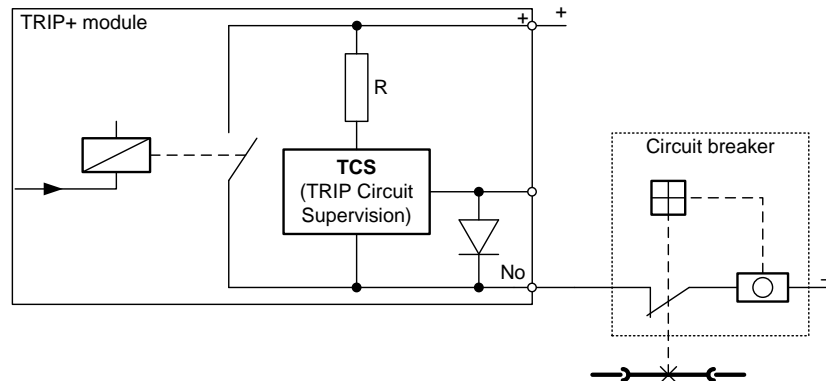 TRIP+ module
+
+
R
TCS
(TRIP Circuit
Supervision)
Circuit breaker
No
-